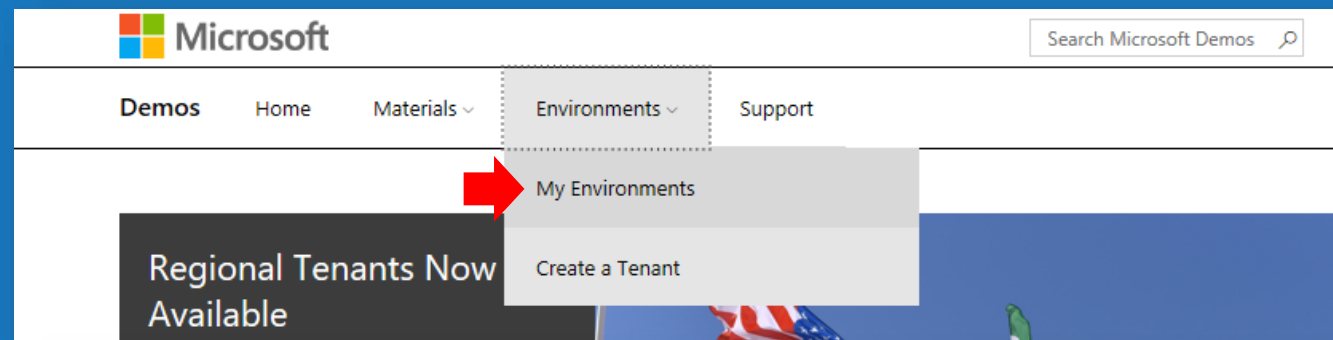 Microsoft
Search Microsoft Demos
Demos Home Materials Environments Support
My Environments
Create a Tenant
Regional Tenants Now
Available